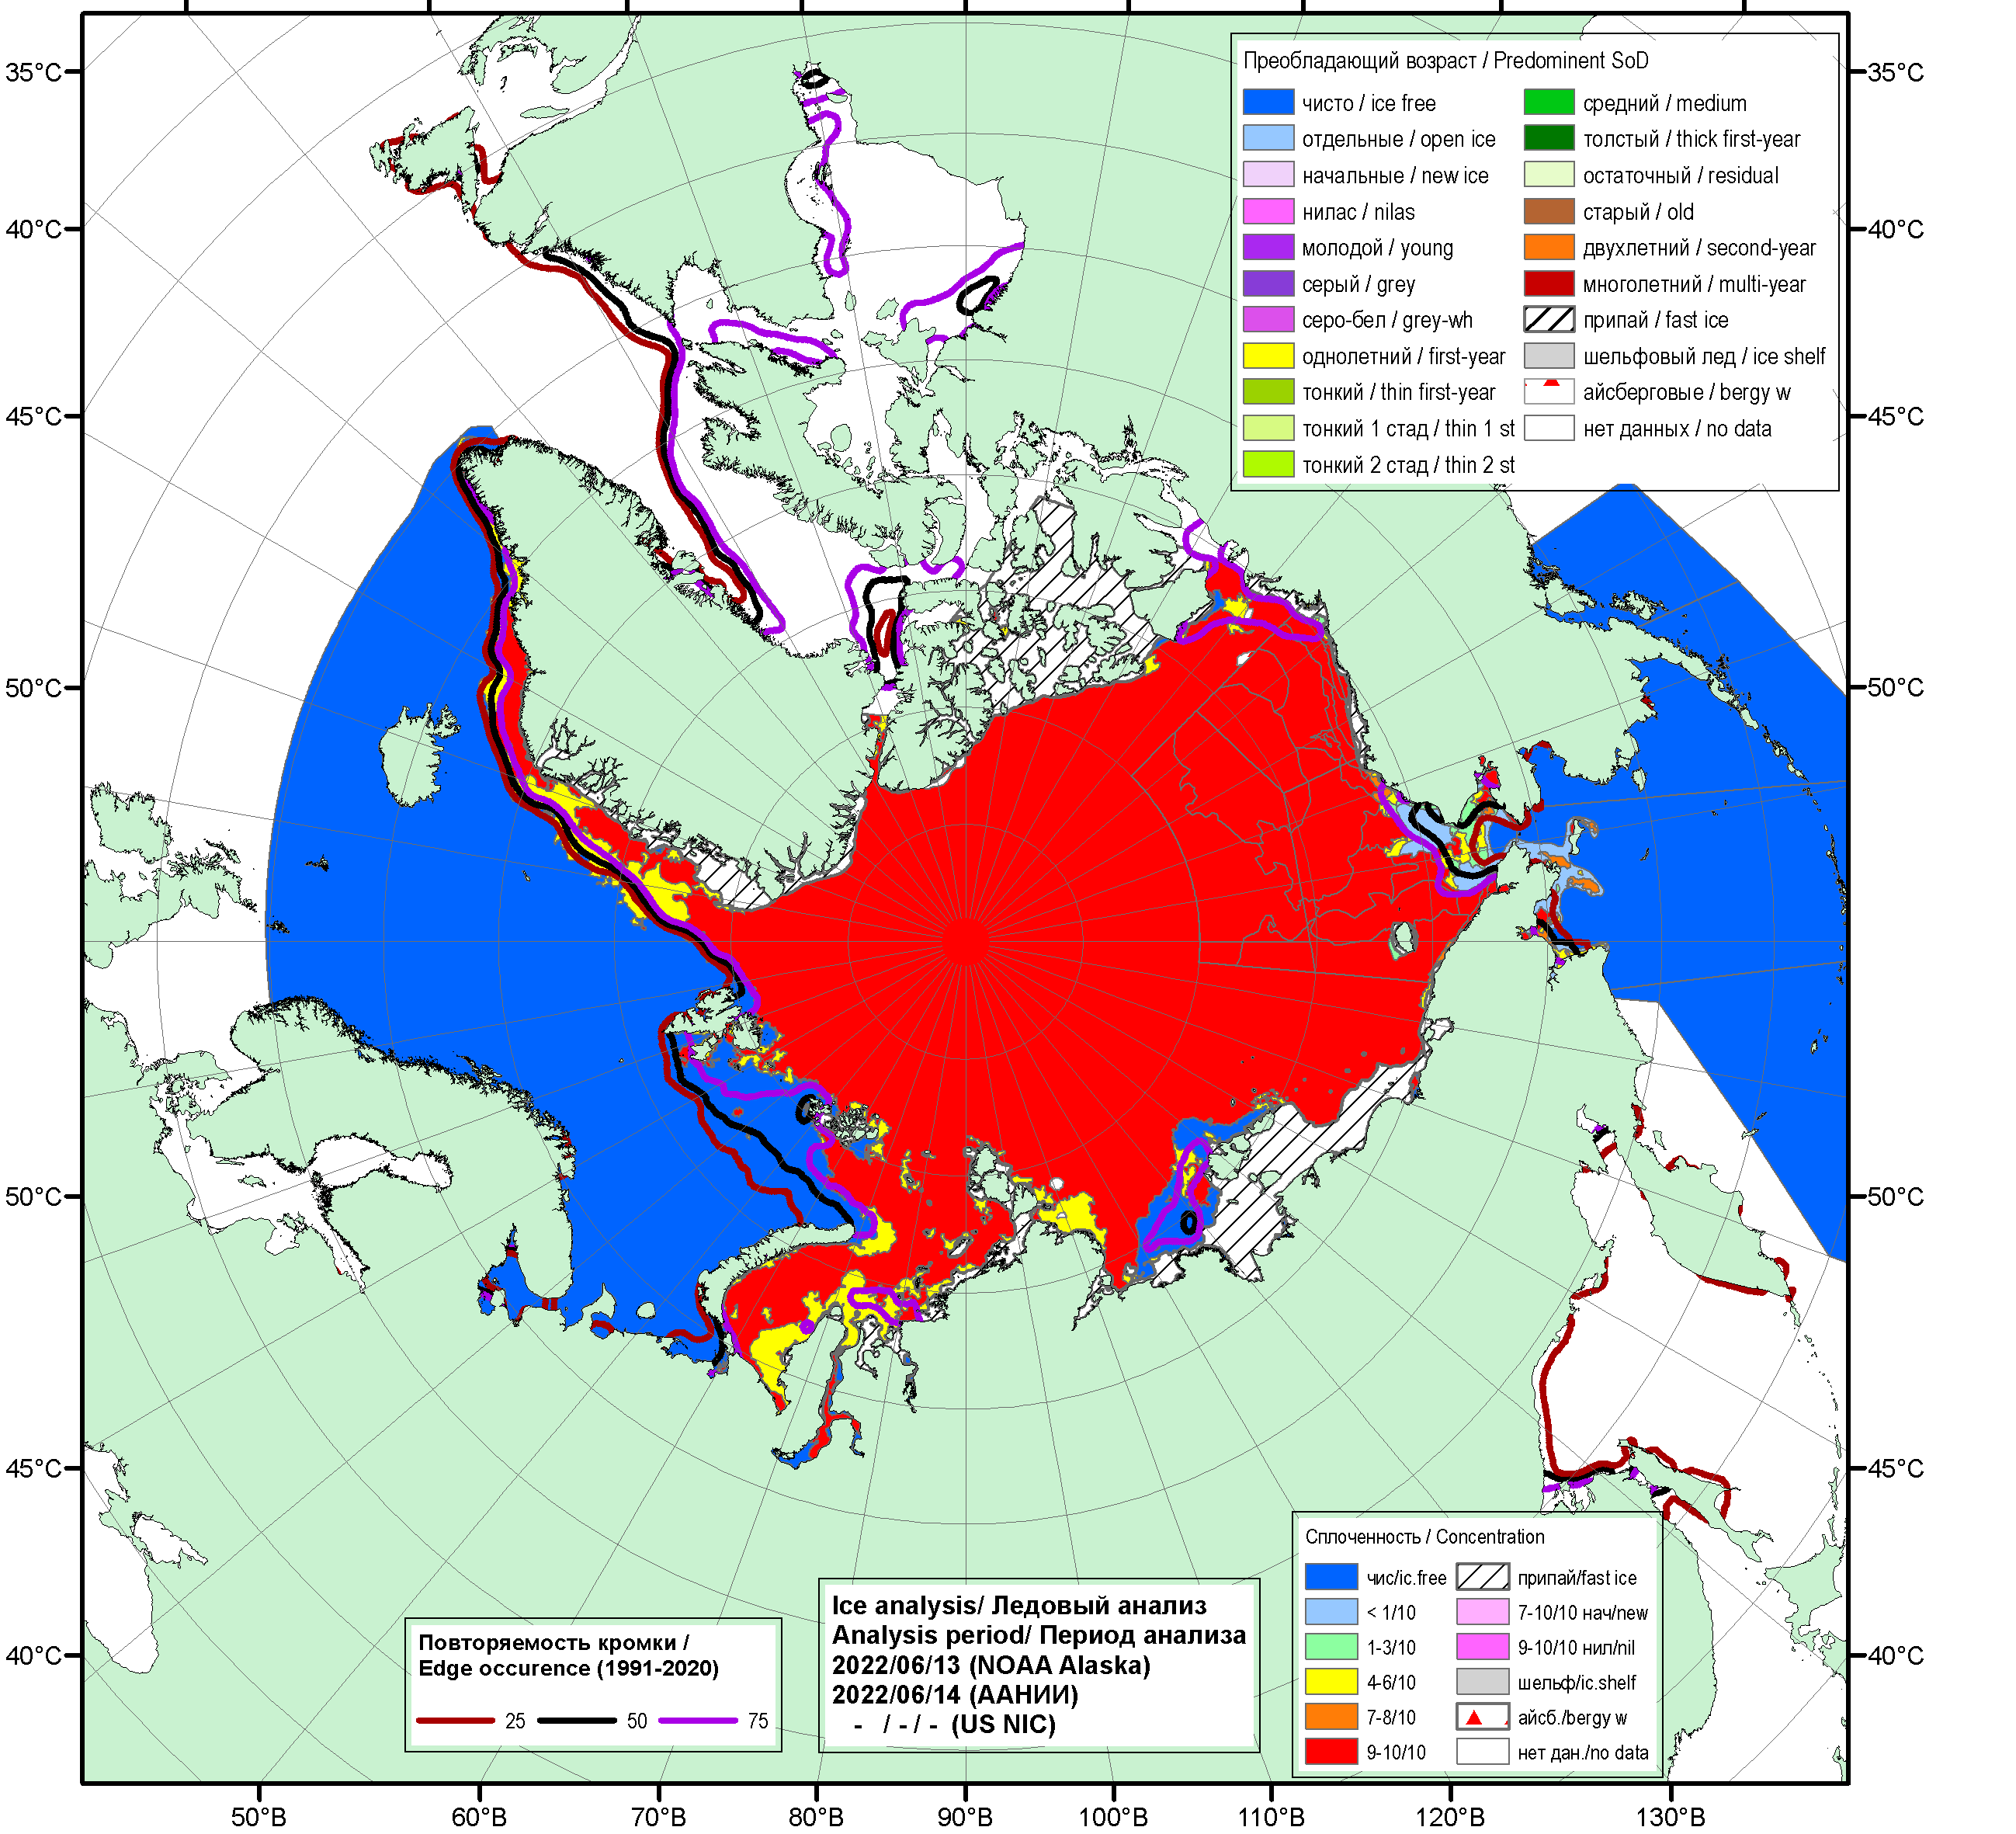 35°C
40°C
45°C
50°C
50°C
45°C
40°C
35°C
40°C
45°C
50°C
50°C
45°C
40°C
50°B
60°B
70°B
80°B
90°B
100°B
110°B
120°B
130°B
Преобладающий возраст / Predominent SoD
чисто / ice free
отдельные / open ice
начальные / new ice
нилас / nilas
молодой / young
серый / grey
серо-бел / grey-wh
однолетний / first-year
тонкий / thin first-year
тонкий 1 стад / thin 1 st
тонкий 2 стад / thin 2 st
средний / medium
толстый / thick first-year
остаточный / residual
старый / old
двухлетний / second-year
многолетний / multi-year
припай / fast ice
шельфовый лед / ice shelf
айсберговые / bergy w
нет данных / no data
Повторяемость кромки /
Edge occurence (1991-2020)
25 50 75
Ice analysis/ Ледовый анализ
Analysis period/ Период анализа
2022/06/13 (NOAA Alaska)
2022/06/14 (ААНИИ)
- / - / - (US NIC)
Сплоченность / Concentration
чис/ic.free
< 1/10
1-3/10
4-6/10
7-8/10
9-10/10
припай/fast ice
7-10/10 нач/new
9-10/10 нил/nil
шельф/ic.shelf
айсб./bergy w
нет дан./no data